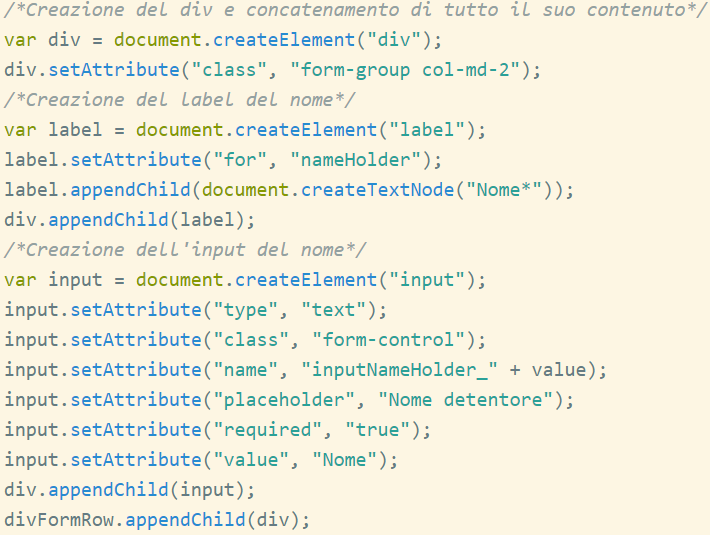 /*Creazione del div e concatenamento di tutto il suo contenuto*/
var div = document.createElement("div");
div.setAttribute("class", "form-group col-md-2");
/*Creazione del label del nome*/
var label = document.createElement("label");
label.setAttribute("for", "nameHolder");
label.appendChild(document.createTextNode("Nome*"));
div.appendChild(label);
/*Creazione dell'input del nome*/
var input = document.createElement("input");
input.setAttribute("type", "text");
input.setAttribute("class", "form-control");
input.setAttribute("name", "inputNameHolder_" + value);
input.setAttribute("placeholder", "Nome detentore");
input.setAttribute("required", "true");
input.setAttribute("value", "Nome");
div.appendChild(input);
divFormRow.appendChild(div);